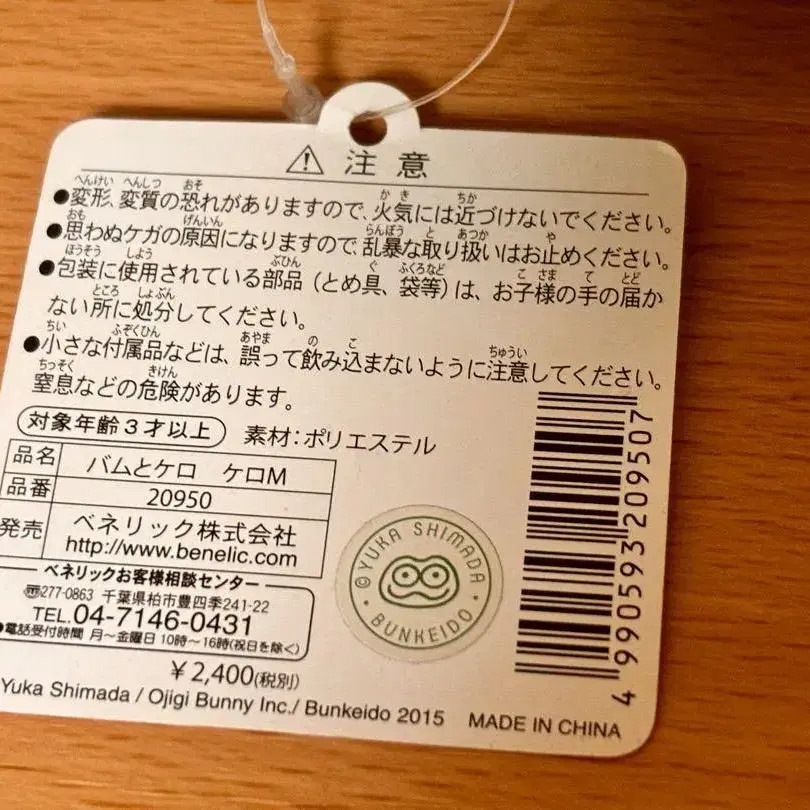 ⚠ 注意
●変形、変質の恐れがありますので、火気には近づけないでください。
●思わぬケガの原因になりますので、乱暴な取り扱いはお止めください。
●包装に使用されている部品（とめ具、袋等）は、お子様の手の届か
ない所に処分してください。
●小さな付属品などは、誤って飲み込まないように注意してください。
窒息などの危険があります。
対象年齢3才以上 素材：ポリエステル
品名 バムとケロ ケロM
品番 20950
発売 ベネリック株式会社
http://www.benelic.com
ベネリックお客様相談センター
〠277-0863 千葉県柏市豊四季241-22
TEL.04-7146-0431
●電話受付時間 月～金曜日 10時～16時(祝日を除く)
￥2,400(税別)
Yuka Shimada / Ojigi Bunny Inc./ Bunkeido 2015 MADE IN CHINA
©YUKA SHIMADA
・BUNKEIDO・
4 990593 209507